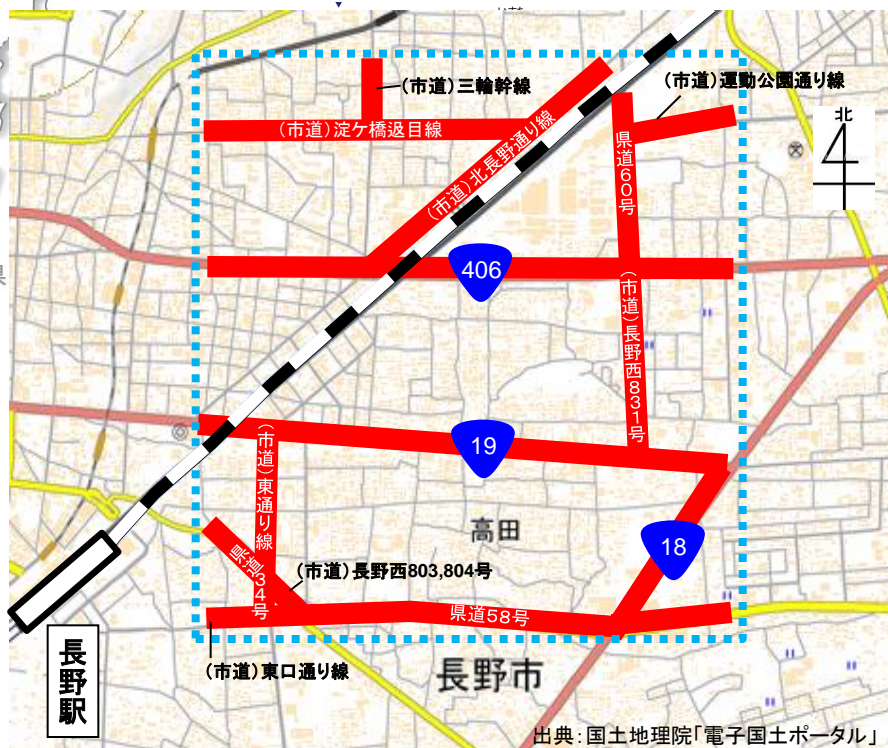 (市道)三輪幹線
(市道)運動公園通り線
北
(市道)淀ケ橋返目線
(市道)北長野通り線
県道60号
406
(市道)長野西831号
19
(市道)東通り線
高田
18
県道34号
(市道)長野西803,804号
県道58号
(市道)東口通り線
長野駅
長野市
出典:国土地理院「電子国土ポータル」